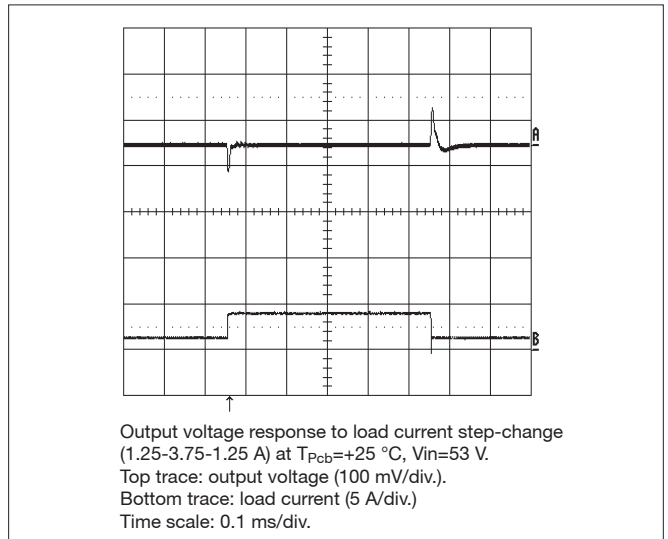 A
B
↑
Output voltage response to load current step-change
(1.25-3.75-1.25 A) at TPcb=+25 °C, Vin=53 V.
Top trace: output voltage (100 mV/div.).
Bottom trace: load current (5 A/div.)
Time scale: 0.1 ms/div.